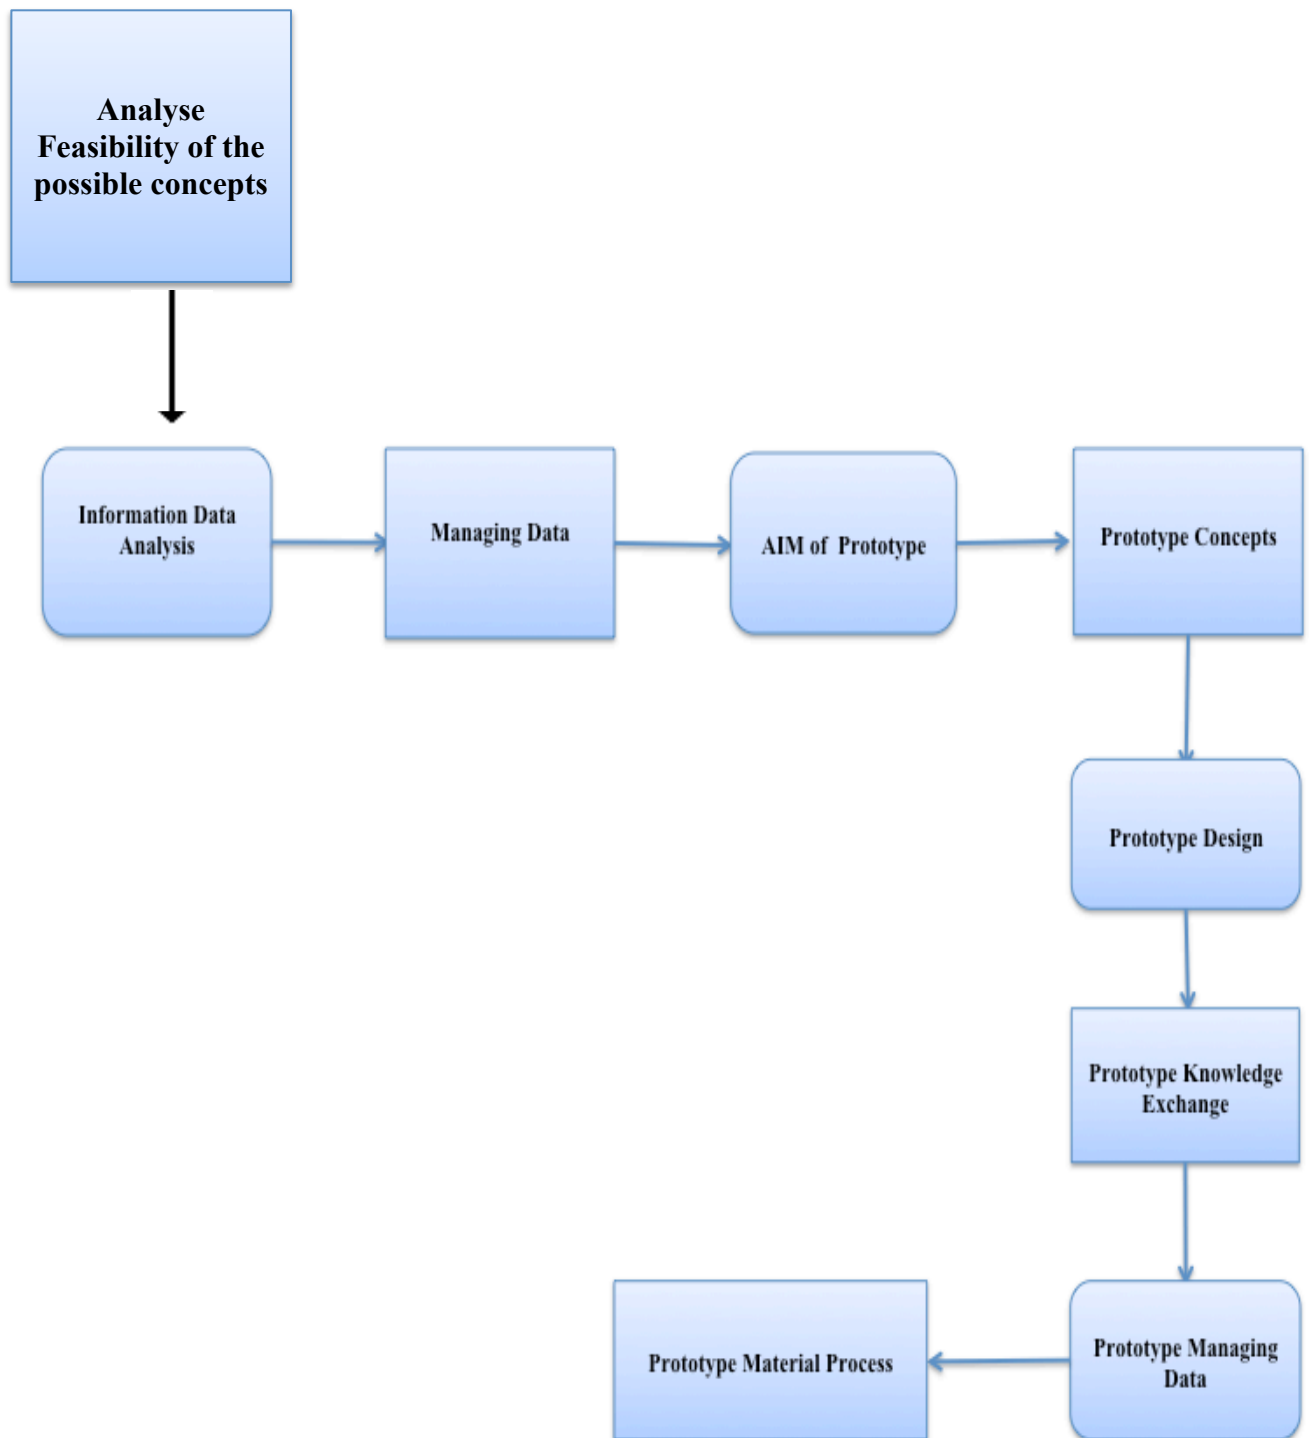 Analyse
Feasibility of the
possible concepts
Information Data
Analysis
Managing Data
AIM of Prototype
Prototype Concepts
Prototype Design
Prototype Knowledge
Exchange
Prototype Managing
Data
Prototype Material Process